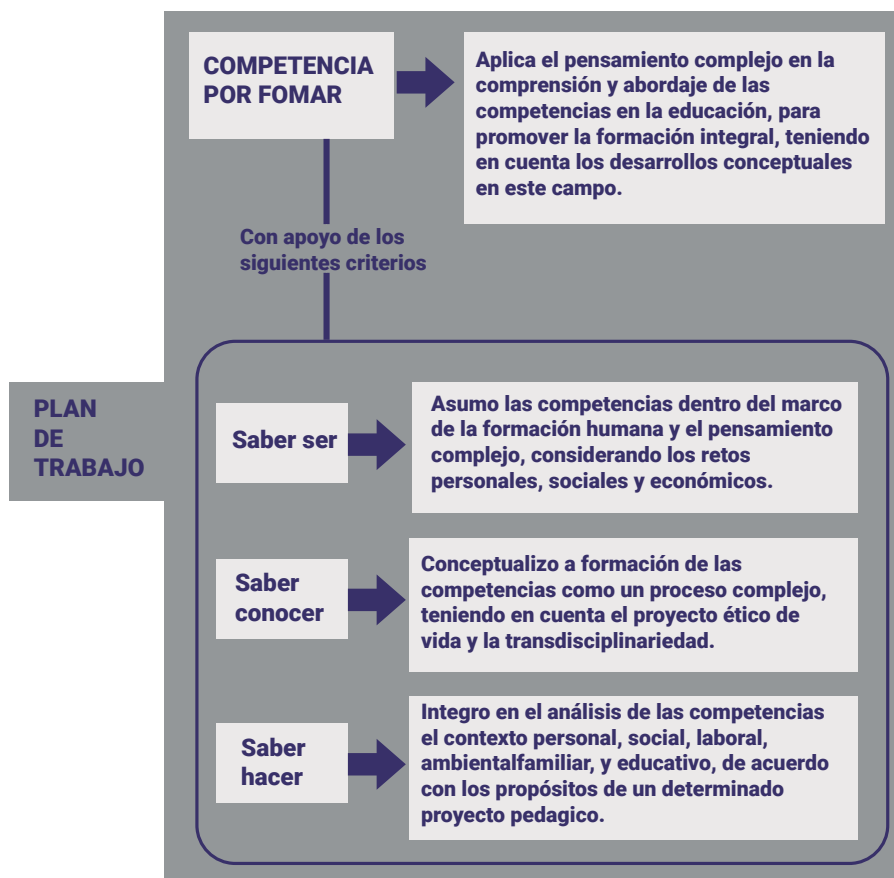 COMPETENCIA
POR FOMAR
Aplica el pensamiento complejo en la
comprensión y abordaje de las
competencias en la educación, para
promover la formación integral, teniendo
en cuenta los desarrollos conceptuales
en este campo.
Con apoyo de los
siguientes criterios
PLAN
DE
TRABAJO
Saber ser
Asumo las competencias dentro del marco
de la formación humana y el pensamiento
complejo, considerando los retos
personales, sociales y económicos.
Saber
conocer
Conceptualizo a formación de las
competencias como un proceso complejo,
teniendo en cuenta el proyecto ético de
vida y la transdisciplinariedad.
Saber
hacer
Integro en el análisis de las competencias
el contexto personal, social, laboral,
ambientalfamiliar, y educativo, de acuerdo
con los propósitos de un determinado
proyecto pedagico.